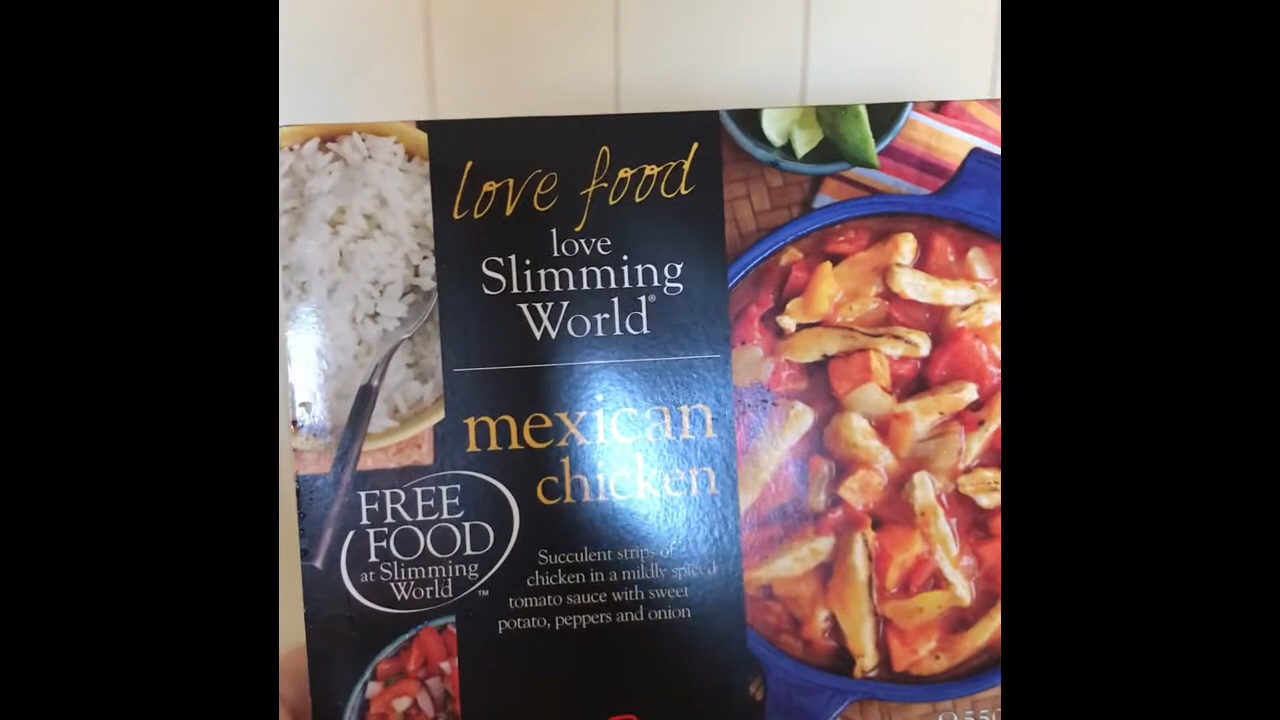 love food
love
Slimming
World®
mexican
chicken
FREE
FOOD
at Slimming
World™
Succulent strips of
chicken in a mildly spiced
tomato sauce with sweet
potato, peppers and onion